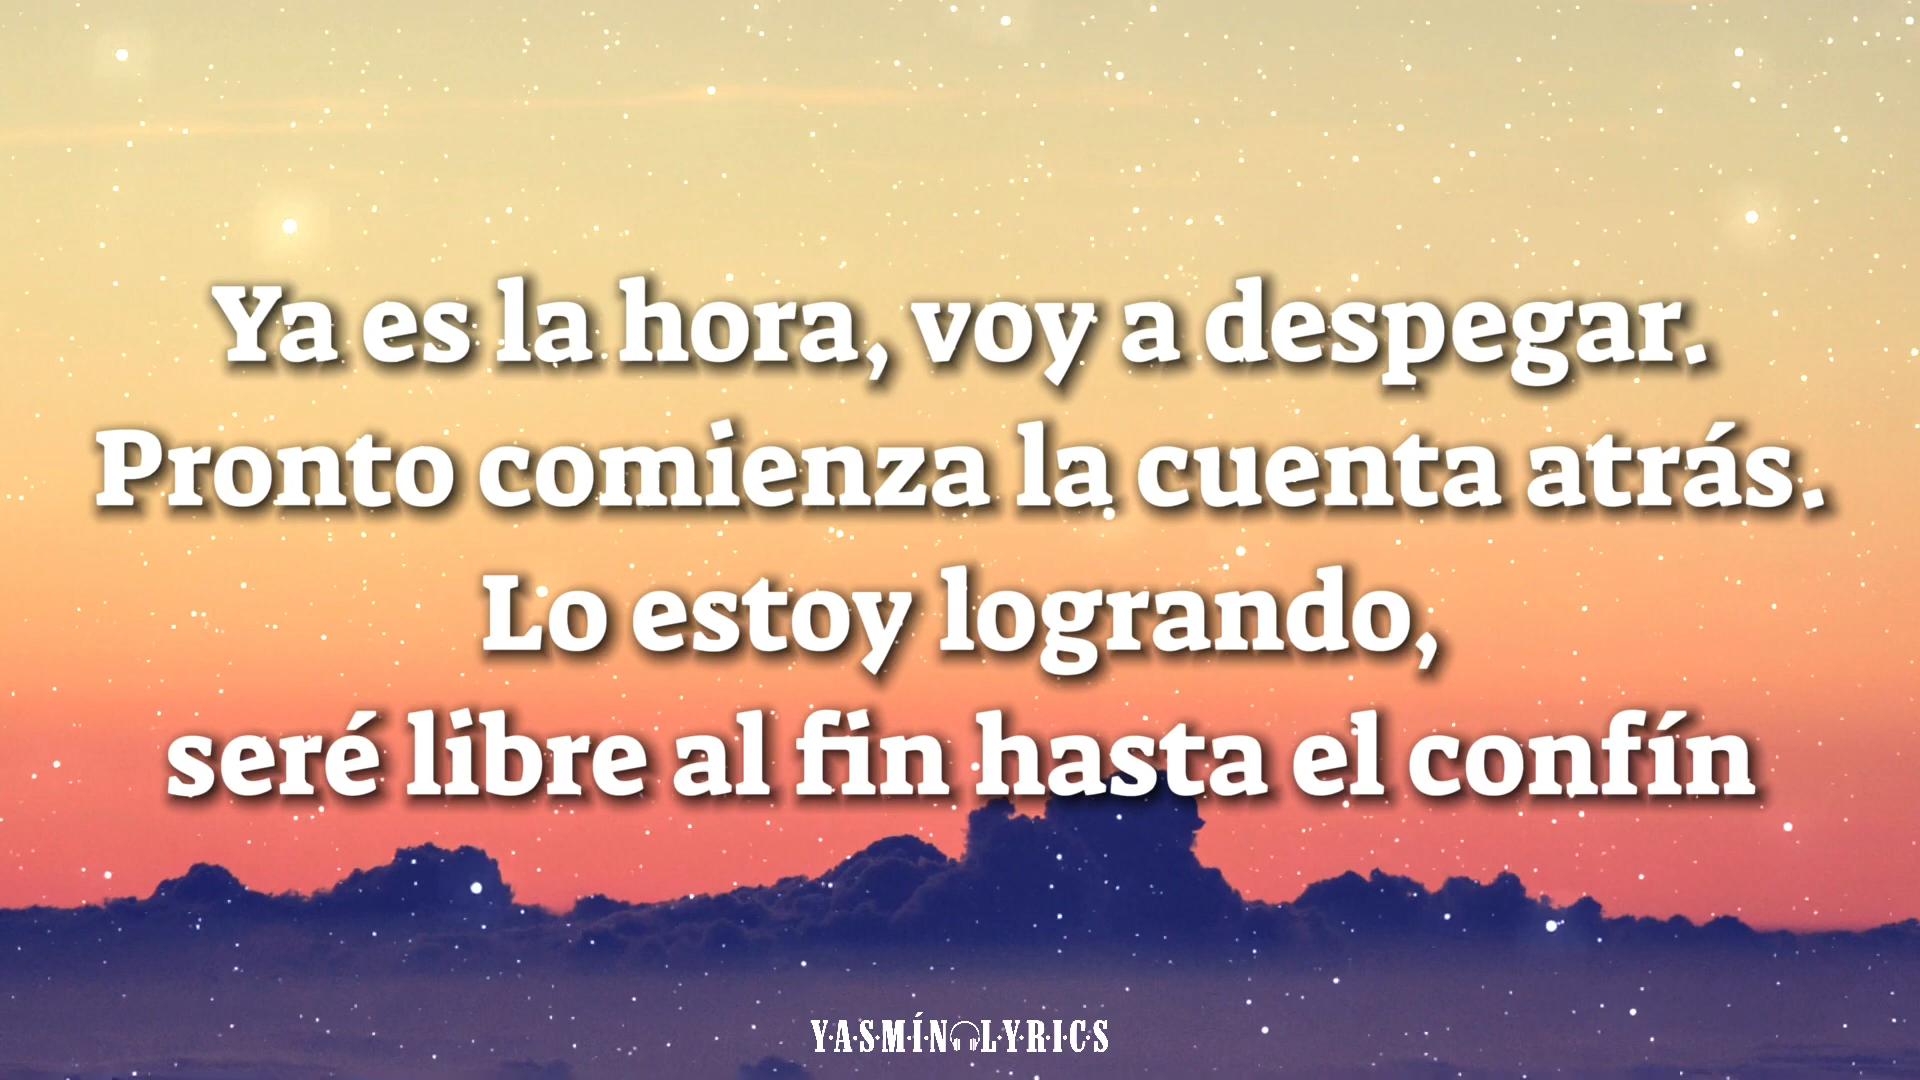 Ya es la hora, voy a despegar.
Pronto comienza la cuenta atrás.
Lo estoy logrando,
seré libre al fin hasta el confín
YASMÍN LYRICS